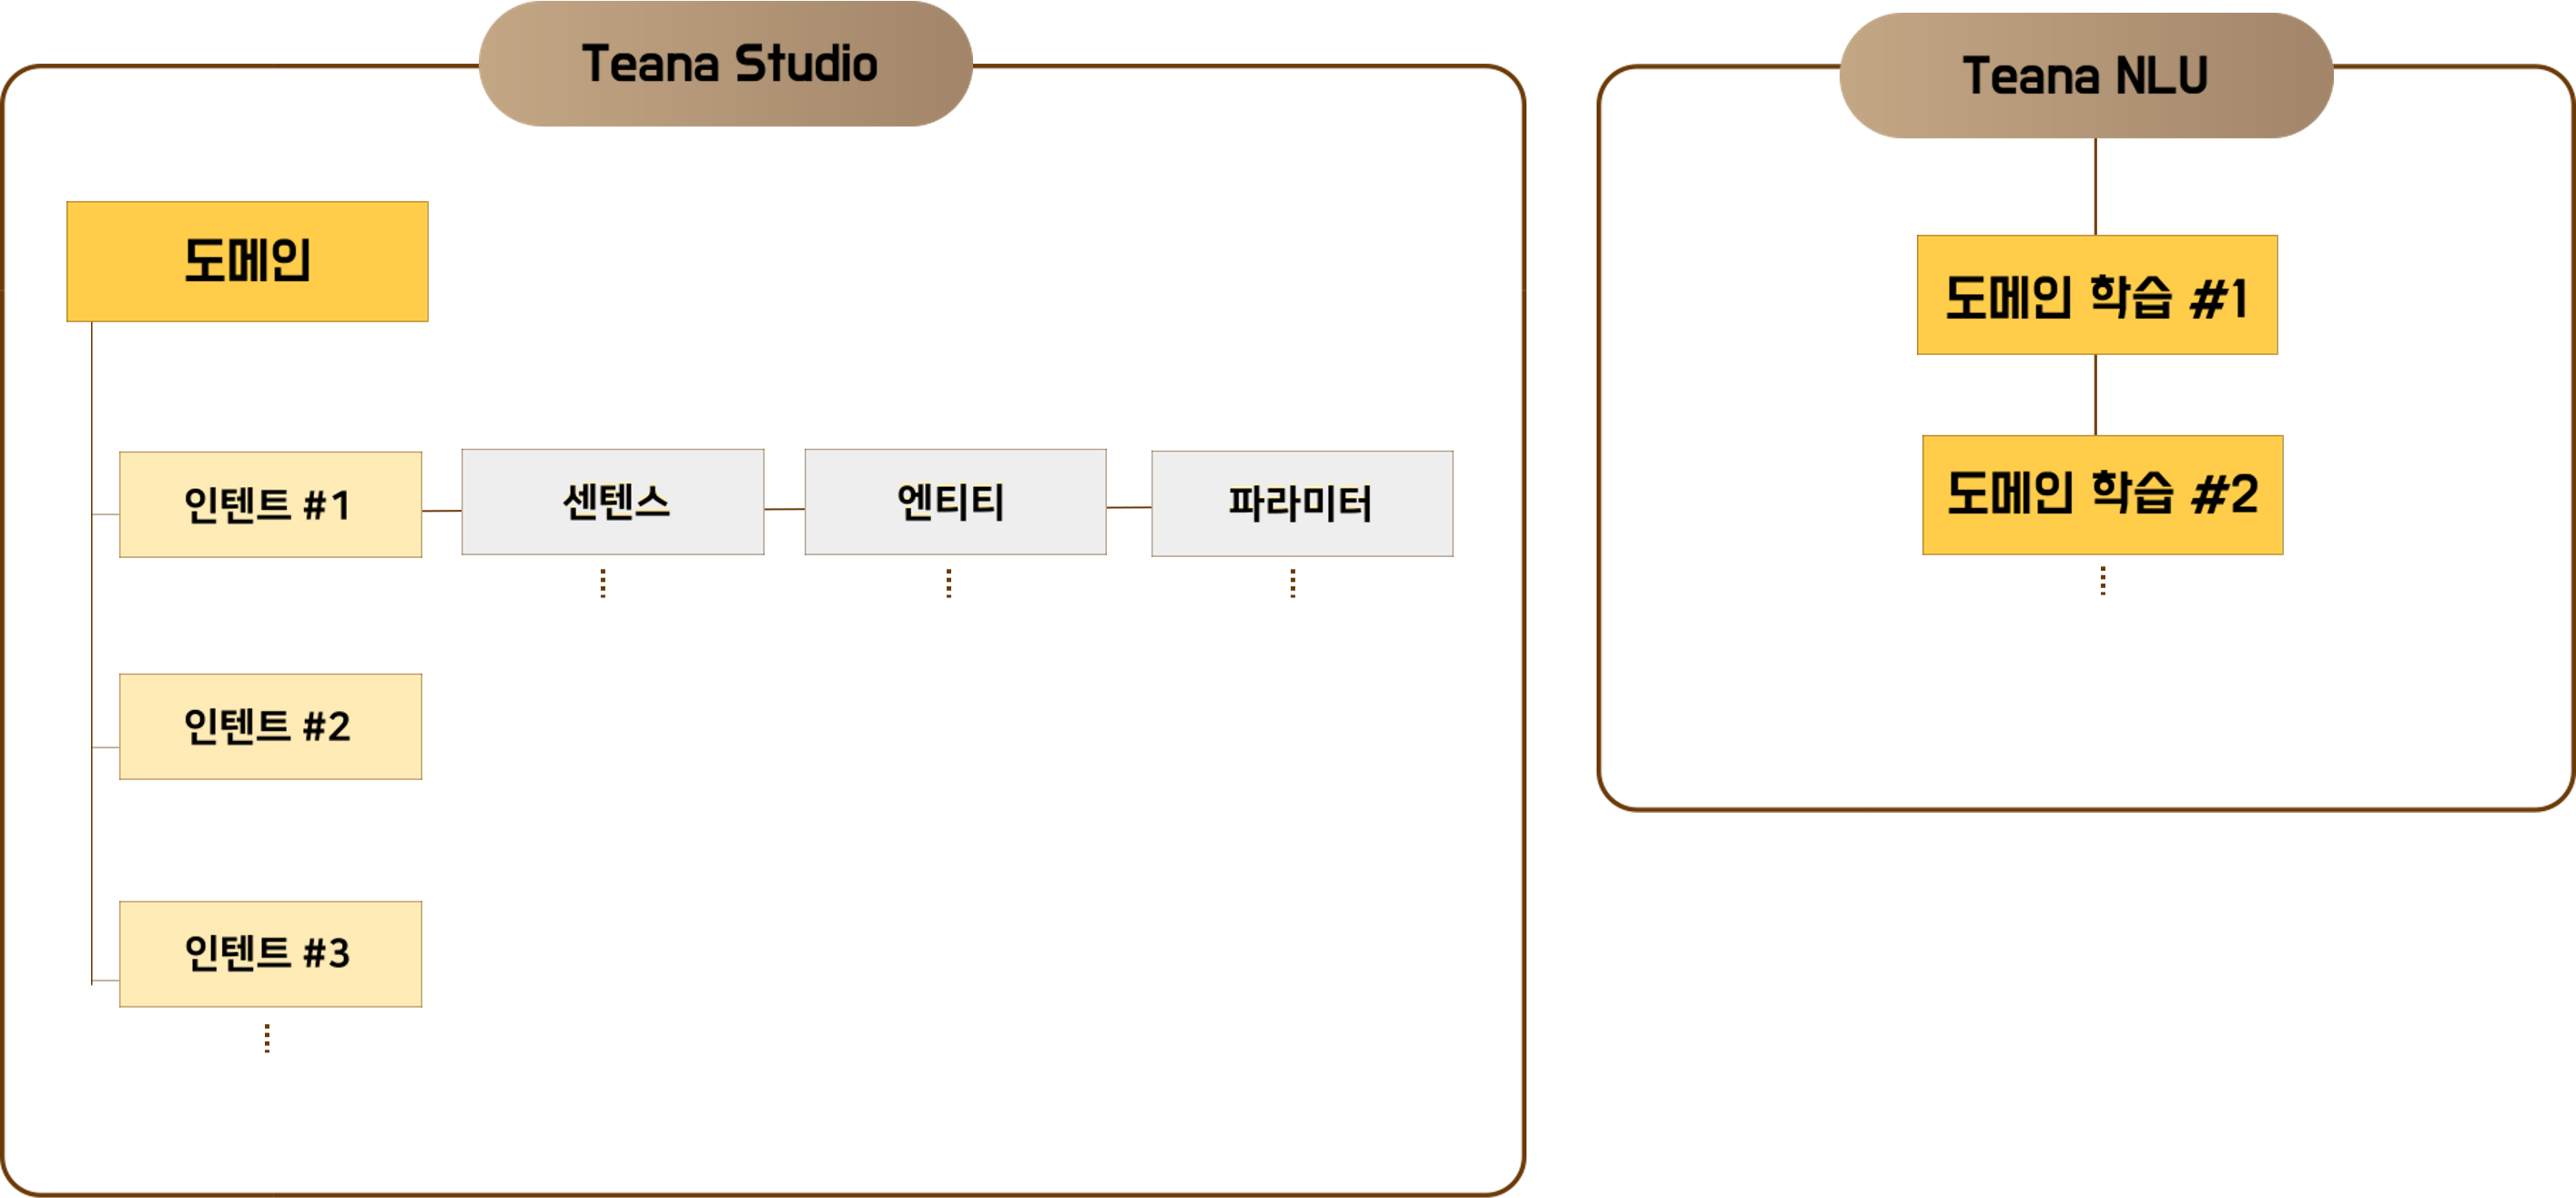 Teana Studio
도메인
인텐트 #1
센텐스
엔티티
파라미터
인텐트 #2
인텐트 #3
Teana NLU
도메인 학습 #1
도메인 학습 #2